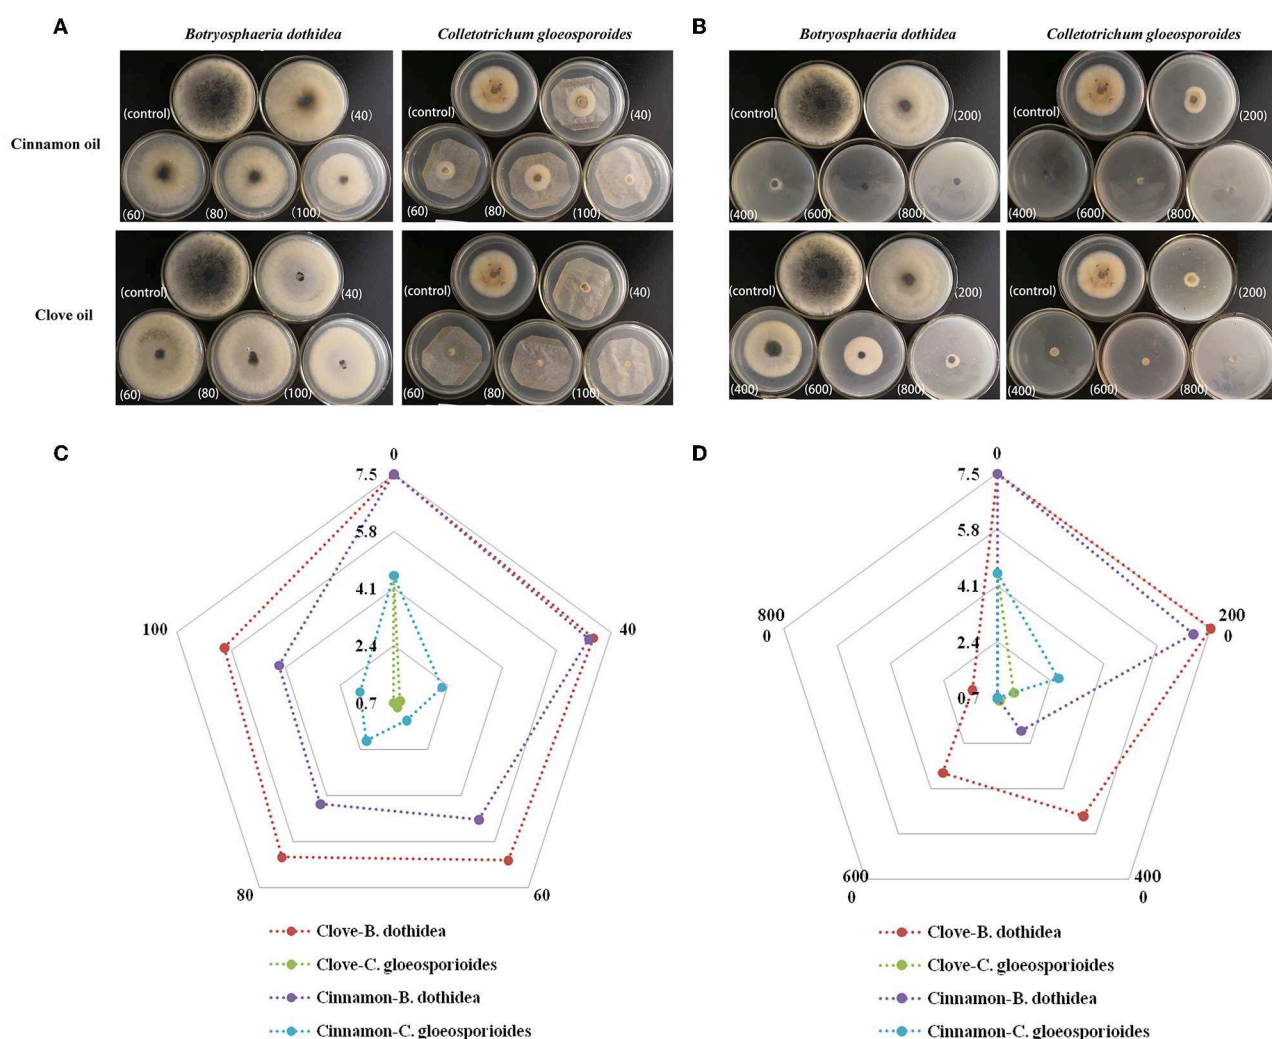 A
B
Botryosphaeria dothidea
Colletotrichum gloeosporoides
Botryosphaeria dothidea
Colletotrichum gloeosporoides
Cinnamon oil
(control)
(40)
(60)
(80)
(100)
(control)
(40)
(60)
(80)
(100)
(control)
(200)
(400)
(600)
(800)
(control)
(200)
(400)
(600)
(800)
Clove oil
(control)
(40)
(60)
(80)
(100)
(control)
(40)
(60)
(80)
(100)
(control)
(200)
(400)
(600)
(800)
(control)
(200)
(400)
(600)
(800)
C
0
7.5
5.8
4.1
2.4
0.7
40
60
80
100
Clove-B. dothidea
Clove-C. gloeosporioides
Cinnamon-B. dothidea
Cinnamon-C. gloeosporioides
D
0
7.5
5.8
4.1
2.4
0.7
200
0
400
0
600
0
800
0
Clove-B. dothidea
Clove-C. gloeosporioides
Cinnamon-B. dothidea
Cinnamon-C. gloeosporioides